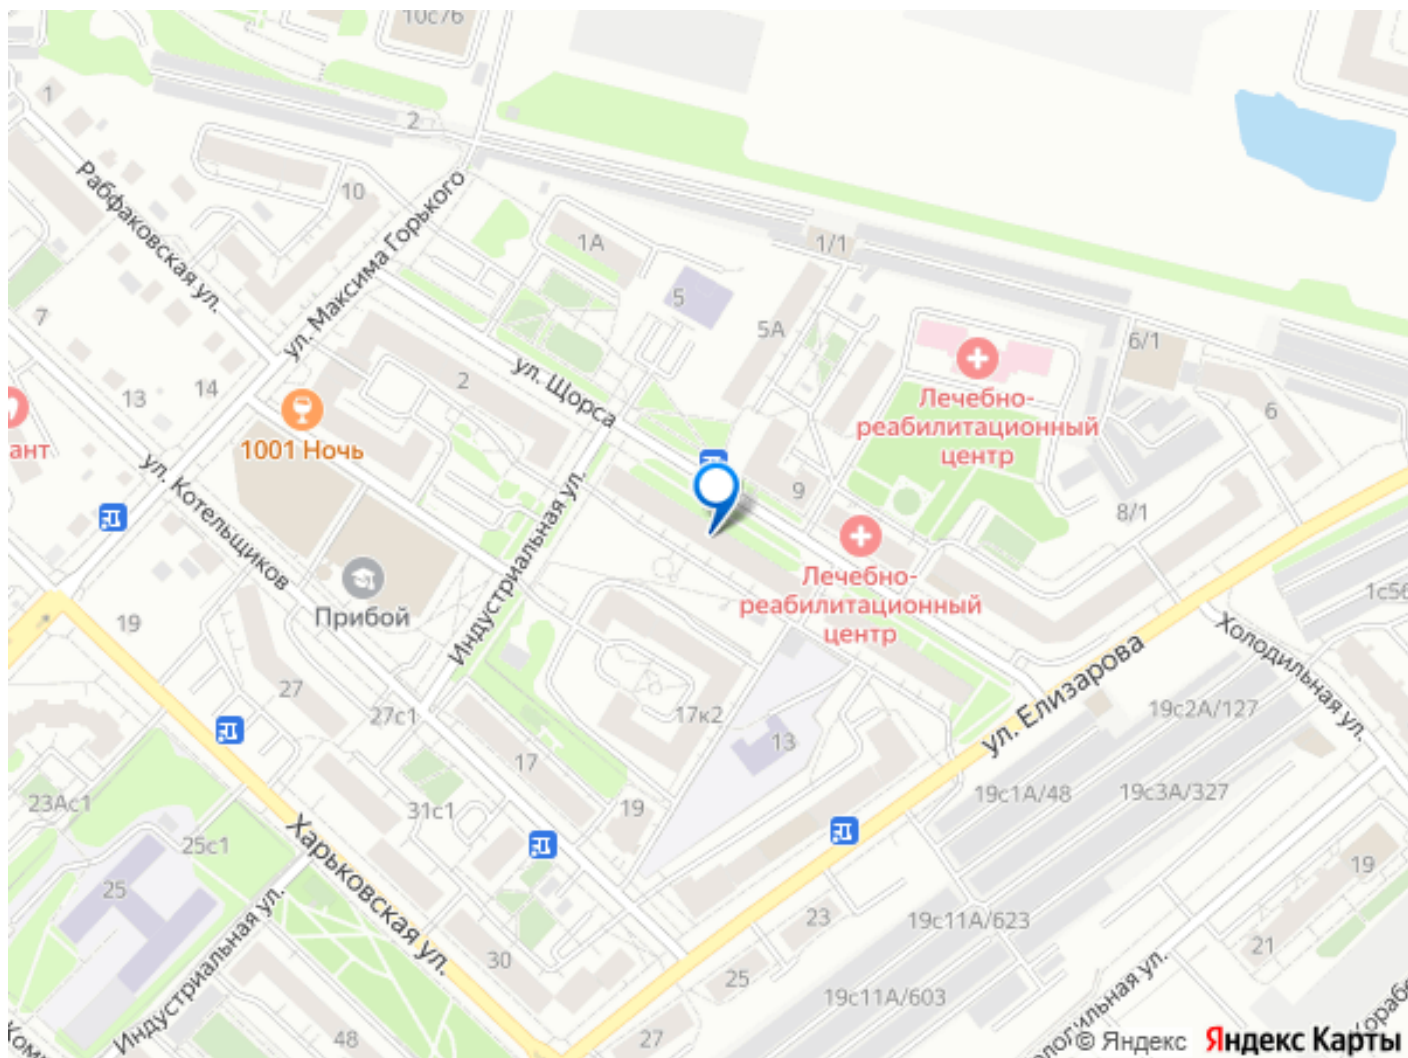 10с76
1
2
Рабфаковская ул.
10
ул. Максима Горького
1А
1/1
5
5А
7
6/1
ул. Щорса
2
14
13
Лечебно-
реабилитационный
центр
6
ант
1001 Ночь
ул. Котельщиков
Индустриальная ул.
9
8/1
Лечебно-
реабилитационный
центр
1с56
Прибой
19
Холодильная ул.
ул. Елизарова
27
27с1
17к2
13
19с2А/127
17
19с1А/48
19с3А/327
23Ас1
31с1
19
25с1
Харьковская ул.
25
19
23
19с11А/623
Индустриальная ул.
21
30
25
19с11А/603
48
27
© Яндекс
Яндекс Карты